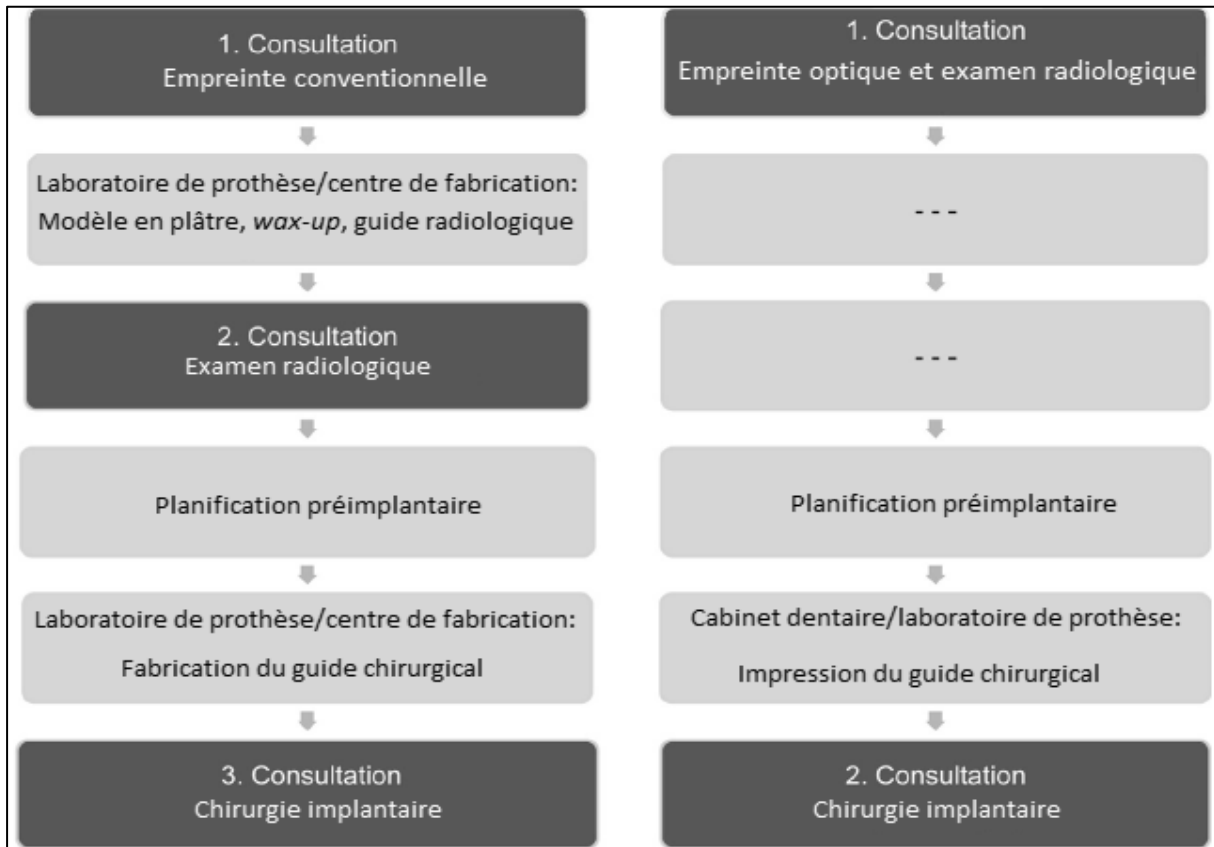 1. Consultation
Empreinte conventionnelle
Laboratoire de prothèse/centre de fabrication:
Modèle en plâtre, wax-up, guide radiologique
2. Consultation
Examen radiologique
Planification préimplantaire
Laboratoire de prothèse/centre de fabrication:
Fabrication du guide chirurgical
3. Consultation
Chirurgie implantaire
1. Consultation
Empreinte optique et examen radiologique
- - -
- - -
Planification préimplantaire
Cabinet dentaire/laboratoire de prothèse:
Impression du guide chirurgical
2. Consultation
Chirurgie implantaire